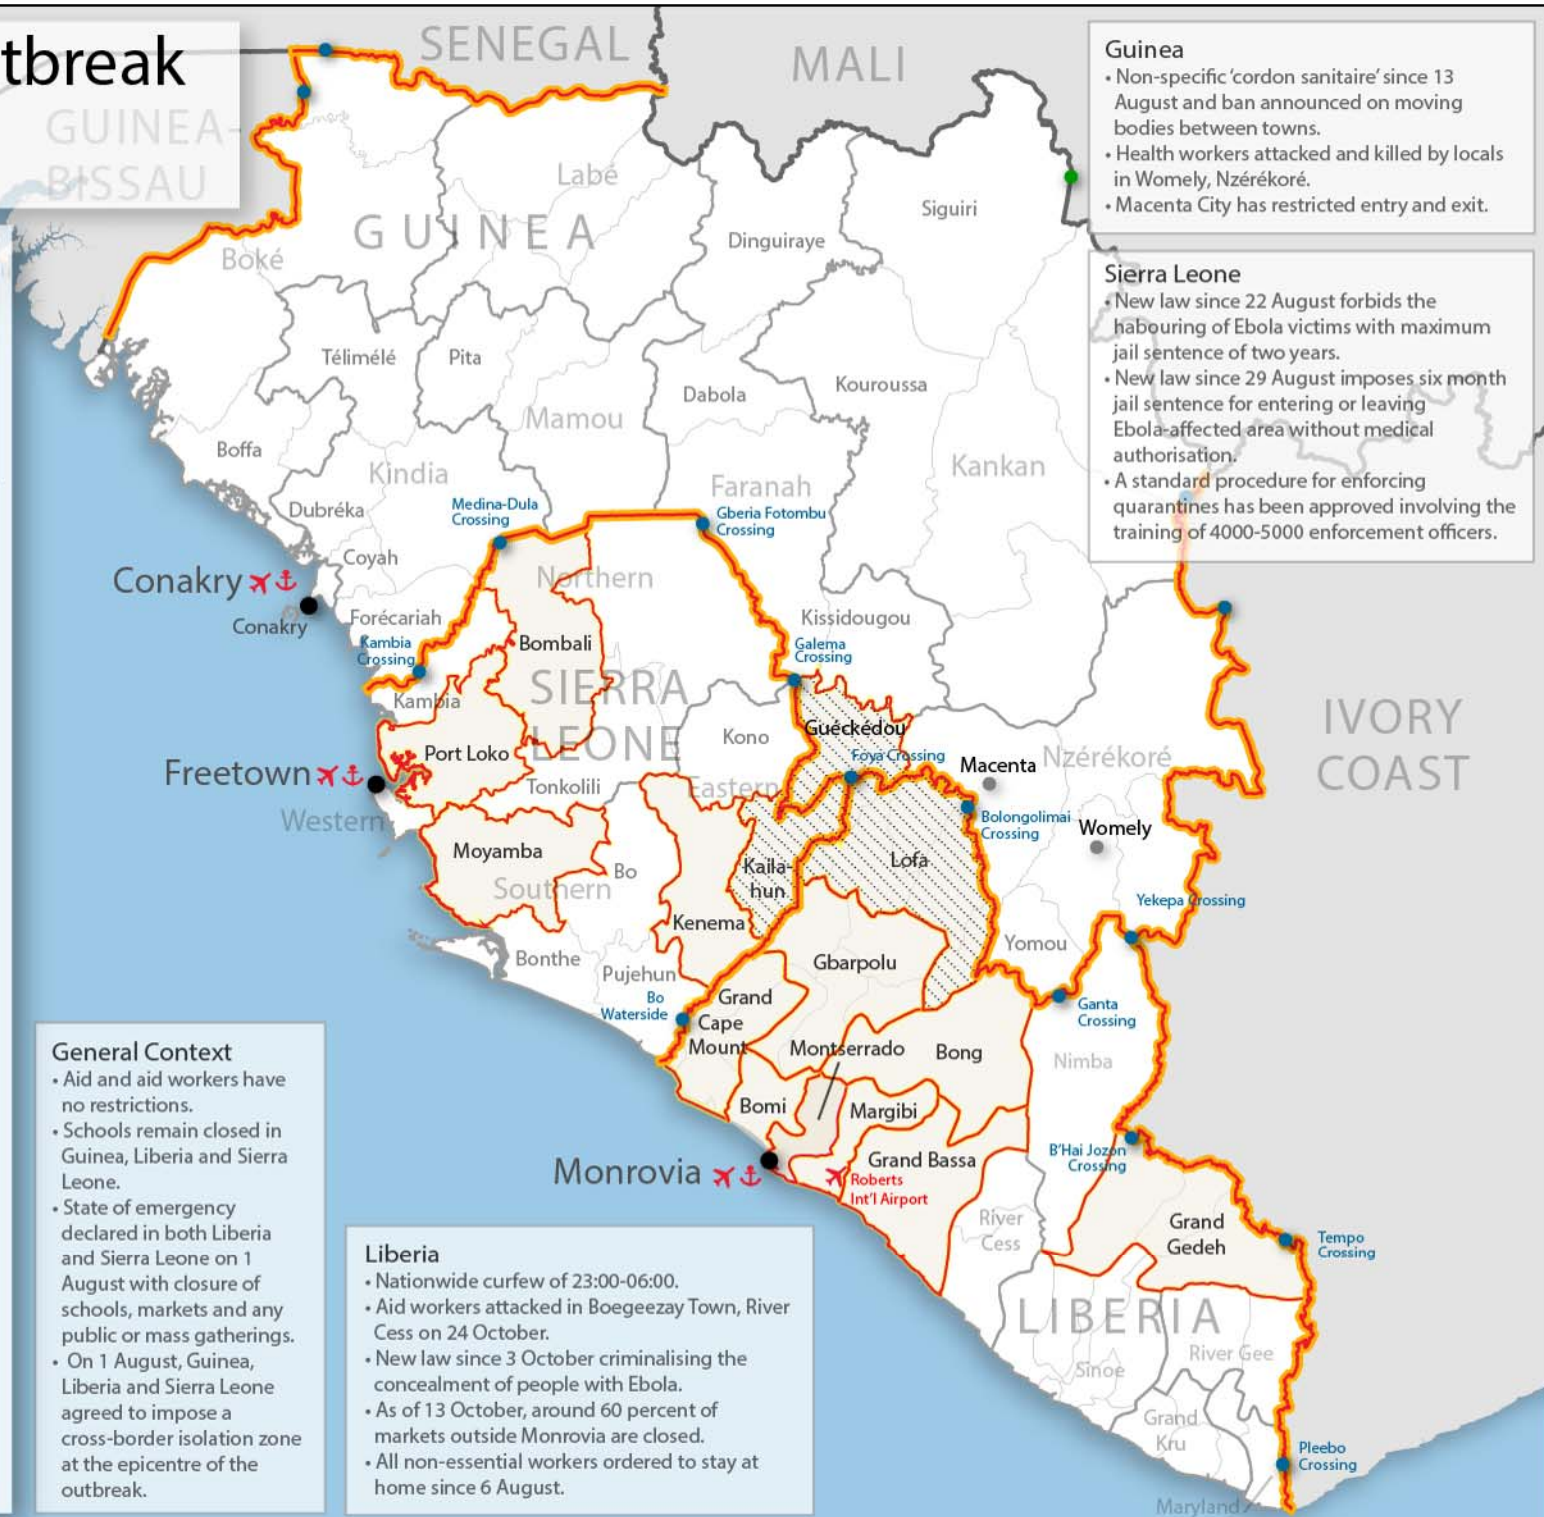 tbreak
SENEGAL
MALI
GUINEA-
BISSAU
GUINEA
Labé
Siguiri
Dinguiraye
Boké
Télimélé
Pita
Kouroussa
Dabola
Mamou
Boffa
Kindia
Kankan
Faranah
Dubréka
Medina-Dula
Crossing
Gberia Fotombu
Crossing
Coyah
Conakry
Conakry
Northern
Forécariah
Kissidougou
Kambia
Crossing
Bombali
Galema
Crossing
Kambia
SIERRA
LEONE
Guéckédou
Foya Crossing
Kono
Port Loko
Macenta
Nzérékoré
IVORY
COAST
Freetown
Tonkolili
Eastern
Western
Bolongolimai
Crossing
Womely
Moyamba
Bo
Southern
Kaila-
hun
Lofa
Yekepa Crossing
Kenema
Yomou
Bonthe
Pujehun
Gbarpolu
Bo
Waterside
Grand
Cape
Mount
Ganta
Crossing
Montserrado
Bong
Nimba
Bomi
Margibi
B'Hai Jozon
Crossing
Monrovia
Grand Bassa
Roberts
Int'l Airport
River
Cess
Grand
Gedeh
Tempo
Crossing
LIBERIA
River Gee
Sinoe
Grand
Kru
Pleebo
Crossing
Maryland
Guinea
• Non-specific 'cordon sanitaire' since 13
August and ban announced on moving
bodies between towns.
• Health workers attacked and killed by locals
in Womely, Nzérékoré.
• Macenta City has restricted entry and exit.
Sierra Leone
• New law since 22 August forbids the
habouring of Ebola victims with maximum
jail sentence of two years.
• New law since 29 August imposes six month
jail sentence for entering or leaving
Ebola-affected area without medical
authorisation.
• A standard procedure for enforcing
quarantines has been approved involving the
training of 4000-5000 enforcement officers.
General Context
• Aid and aid workers have
no restrictions.
• Schools remain closed in
Guinea, Liberia and Sierra
Leone.
• State of emergency
declared in both Liberia
and Sierra Leone on 1
August with closure of
schools, markets and any
public or mass gatherings.
• On 1 August, Guinea,
Liberia and Sierra Leone
agreed to impose a
cross-border isolation zone
at the epicentre of the
outbreak.
Liberia
• Nationwide curfew of 23:00-06:00.
• Aid workers attacked in Boegeezay Town, River
Cess on 24 October.
• New law since 3 October criminalising the
concealment of people with Ebola.
• As of 13 October, around 60 percent of
markets outside Monrovia are closed.
• All non-essential workers ordered to stay at
home since 6 August.